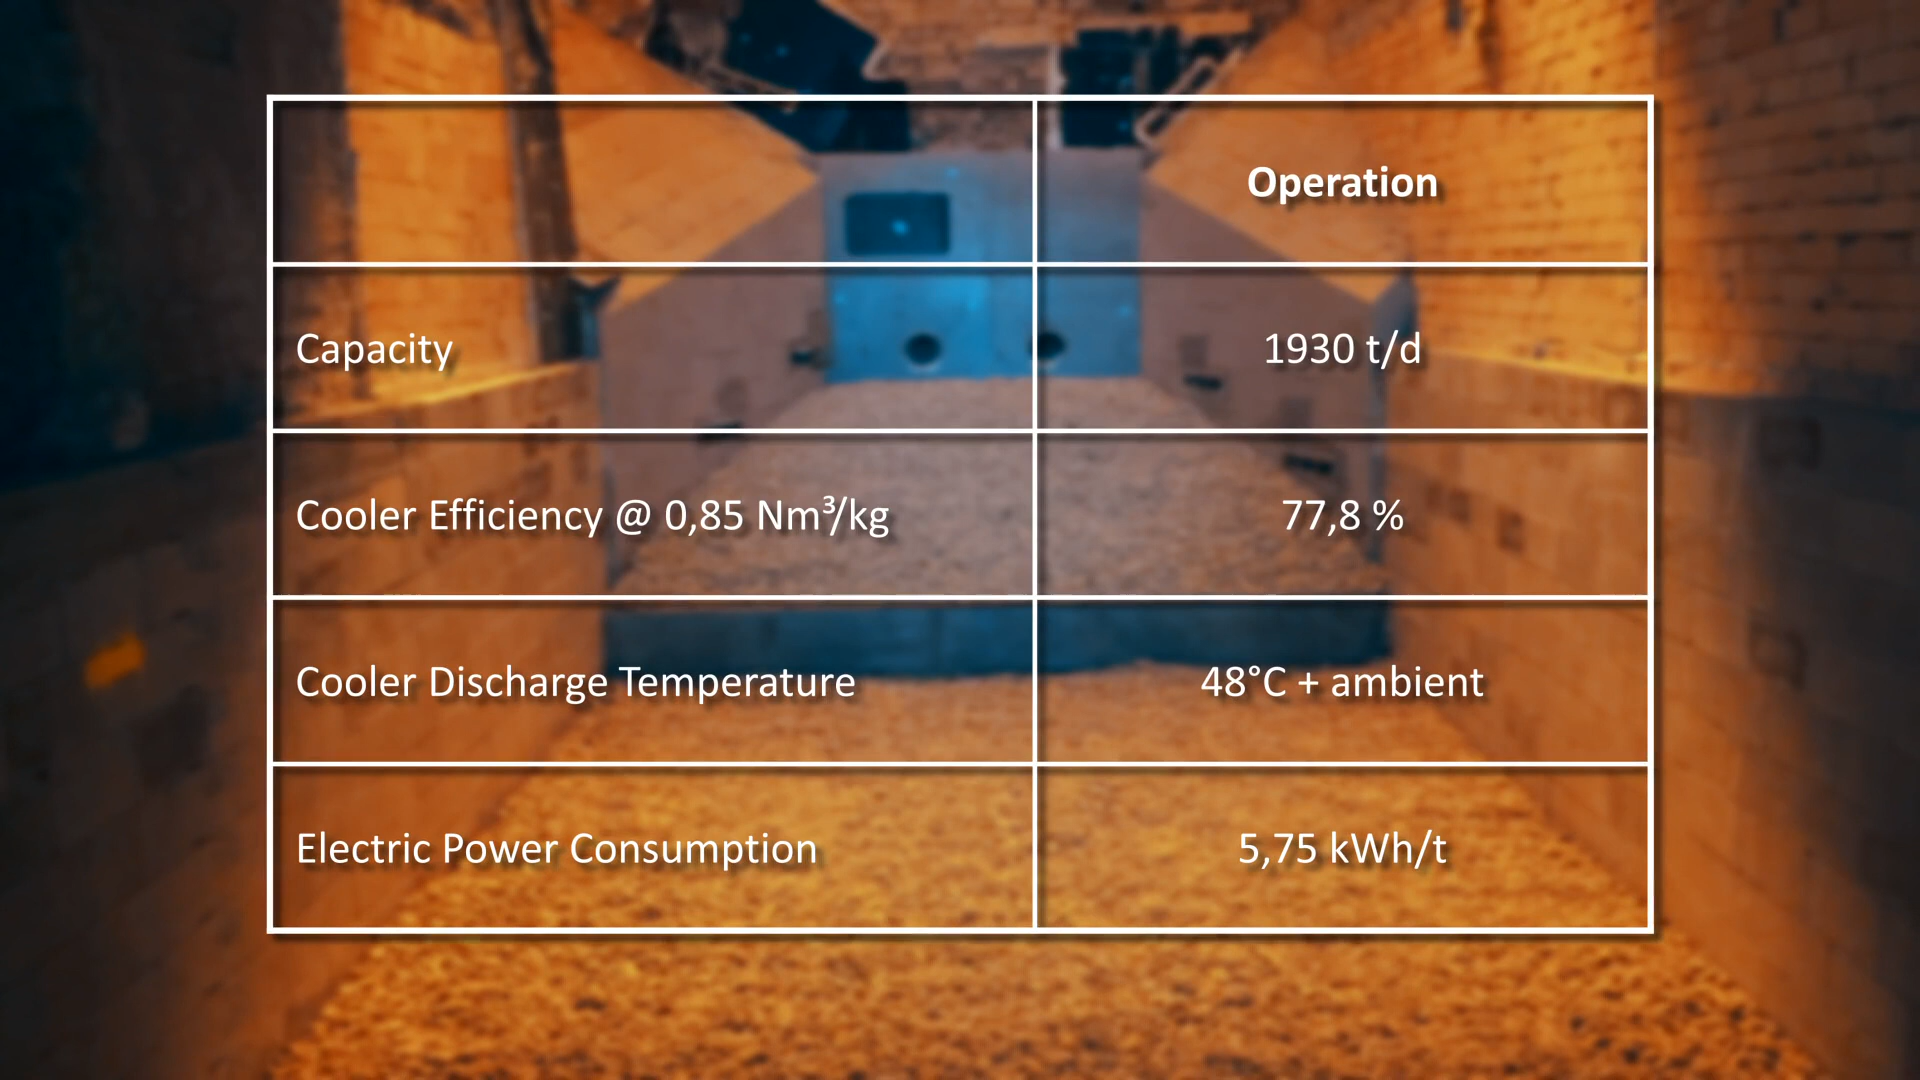 Operation
Capacity 1930 t/d
Cooler Efficiency @ 0,85 Nm³/kg 77,8 %
Cooler Discharge Temperature 48°C + ambient
Electric Power Consumption 5,75 kWh/t